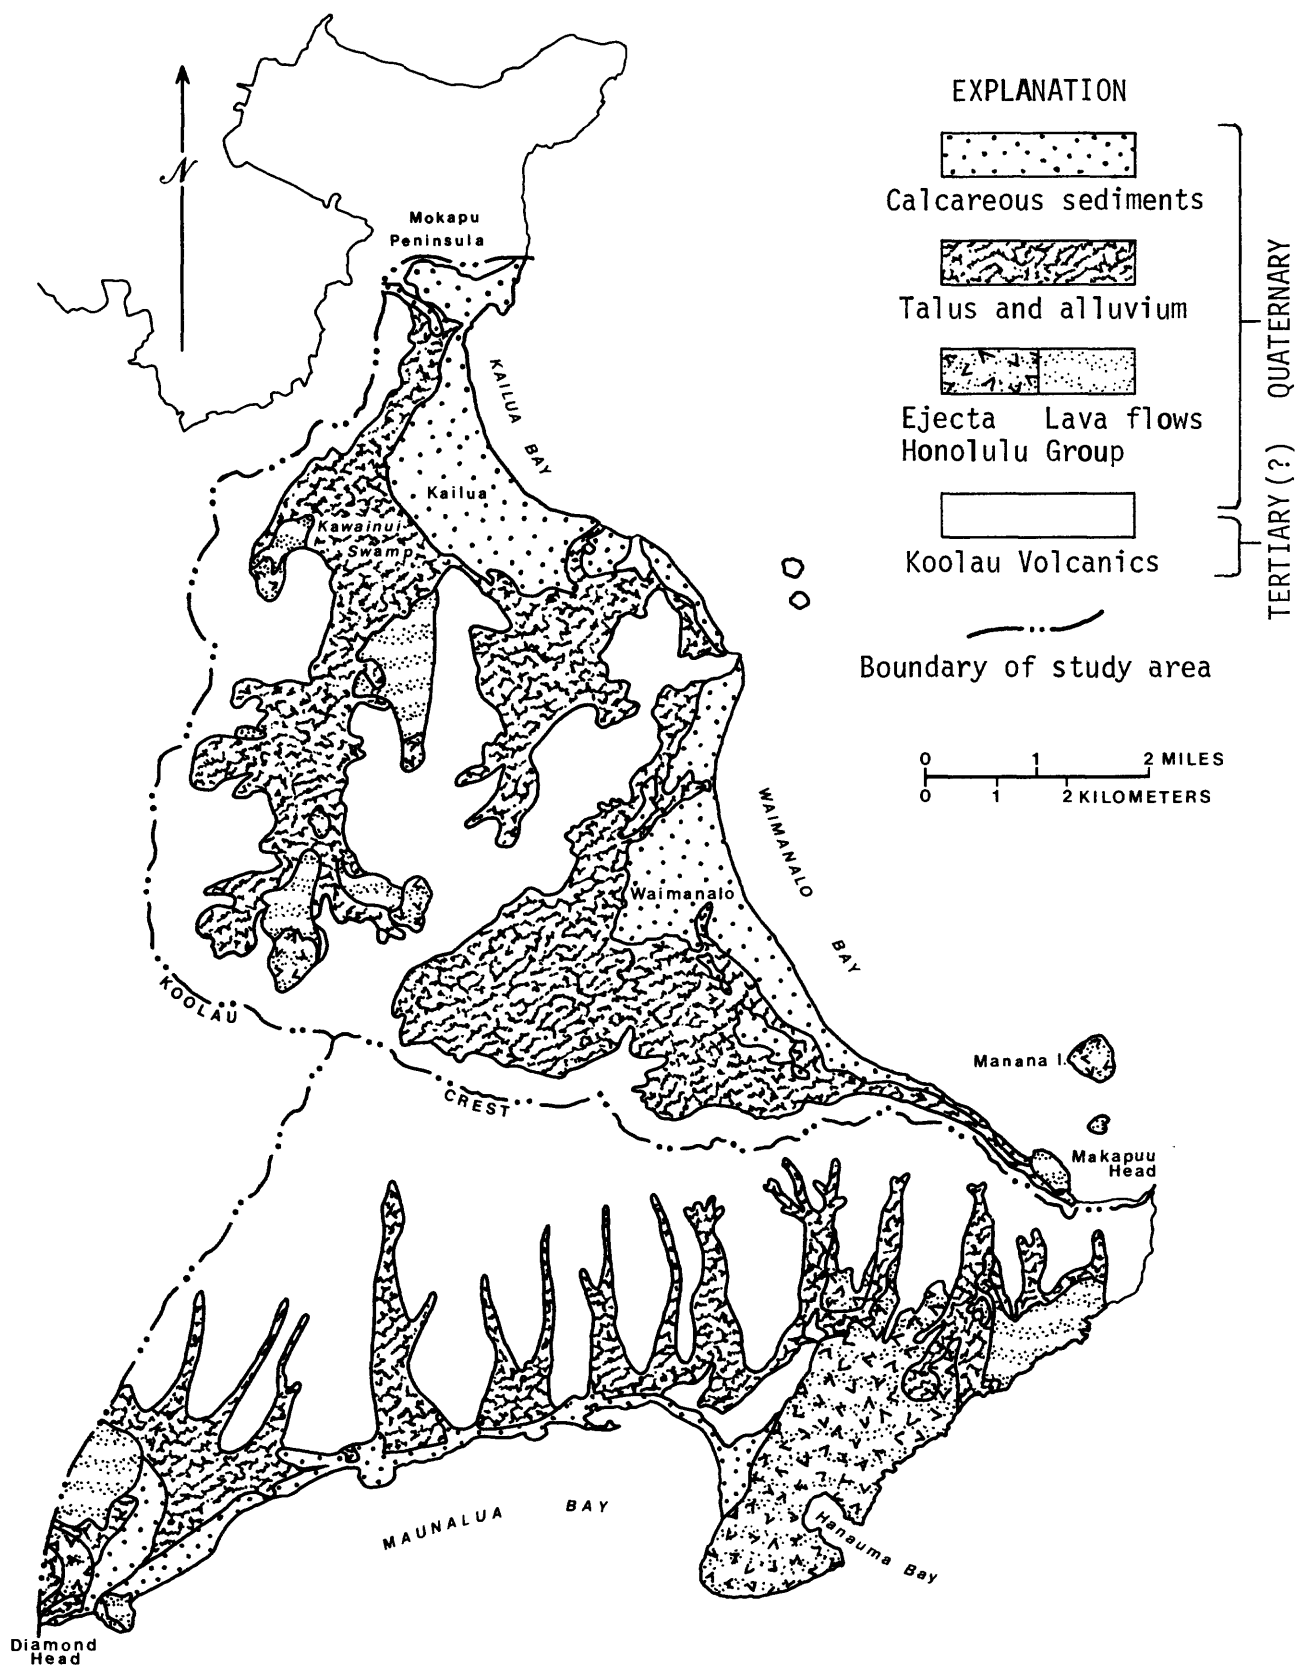 EXPLANATION
Calcareous sediments
Talus and alluvium
Ejecta Lava flows
Honolulu Group
Koolau Volcanics
QUATERNARY
TERTIARY (?)
Boundary of study area
0 1 2 MILES
0 1 2 KILOMETERS
N
Mokapu
Peninsula
KAILUA BAY
Kailua
Kawainui
Swamp
WAIMANALO BAY
Waimanalo
KOOLAU CREST
Manana I.
Makapuu
Head
MAUNALUA BAY
Hanauma Bay
Diamond
Head